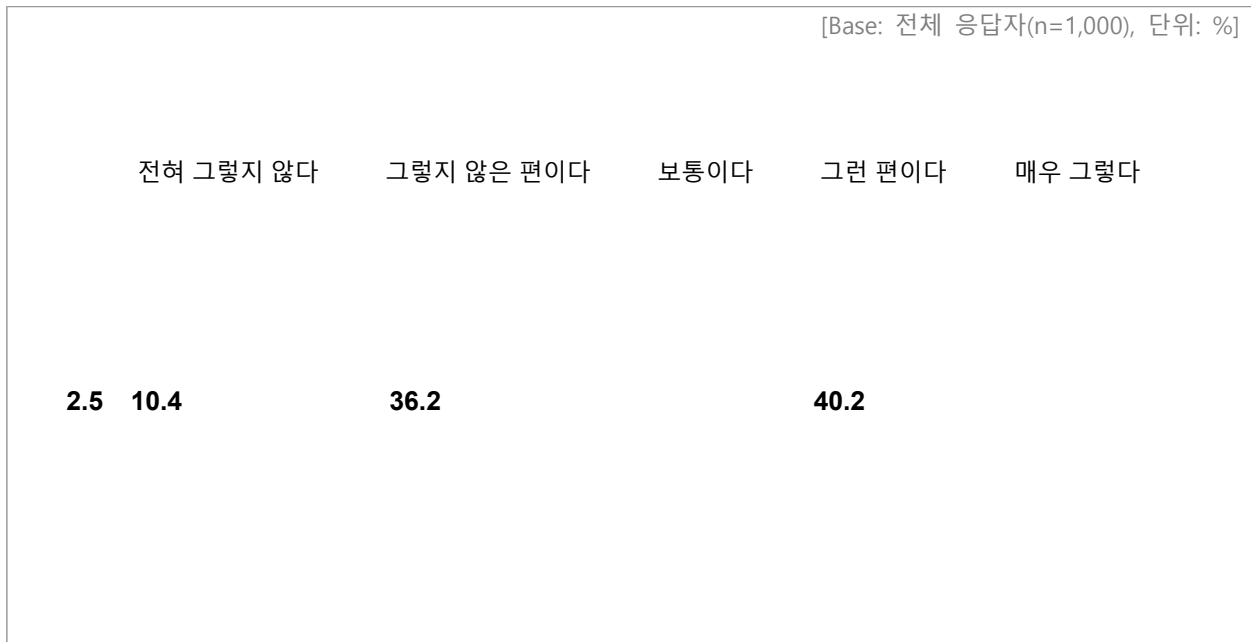 [Base: 전체 응답자(n=1,000), 단위: %]
전혀 그렇지 않다 그렇지 않은 편이다 보통이다 그런 편이다 매우 그렇다
2.5 10.4 36.2 40.2